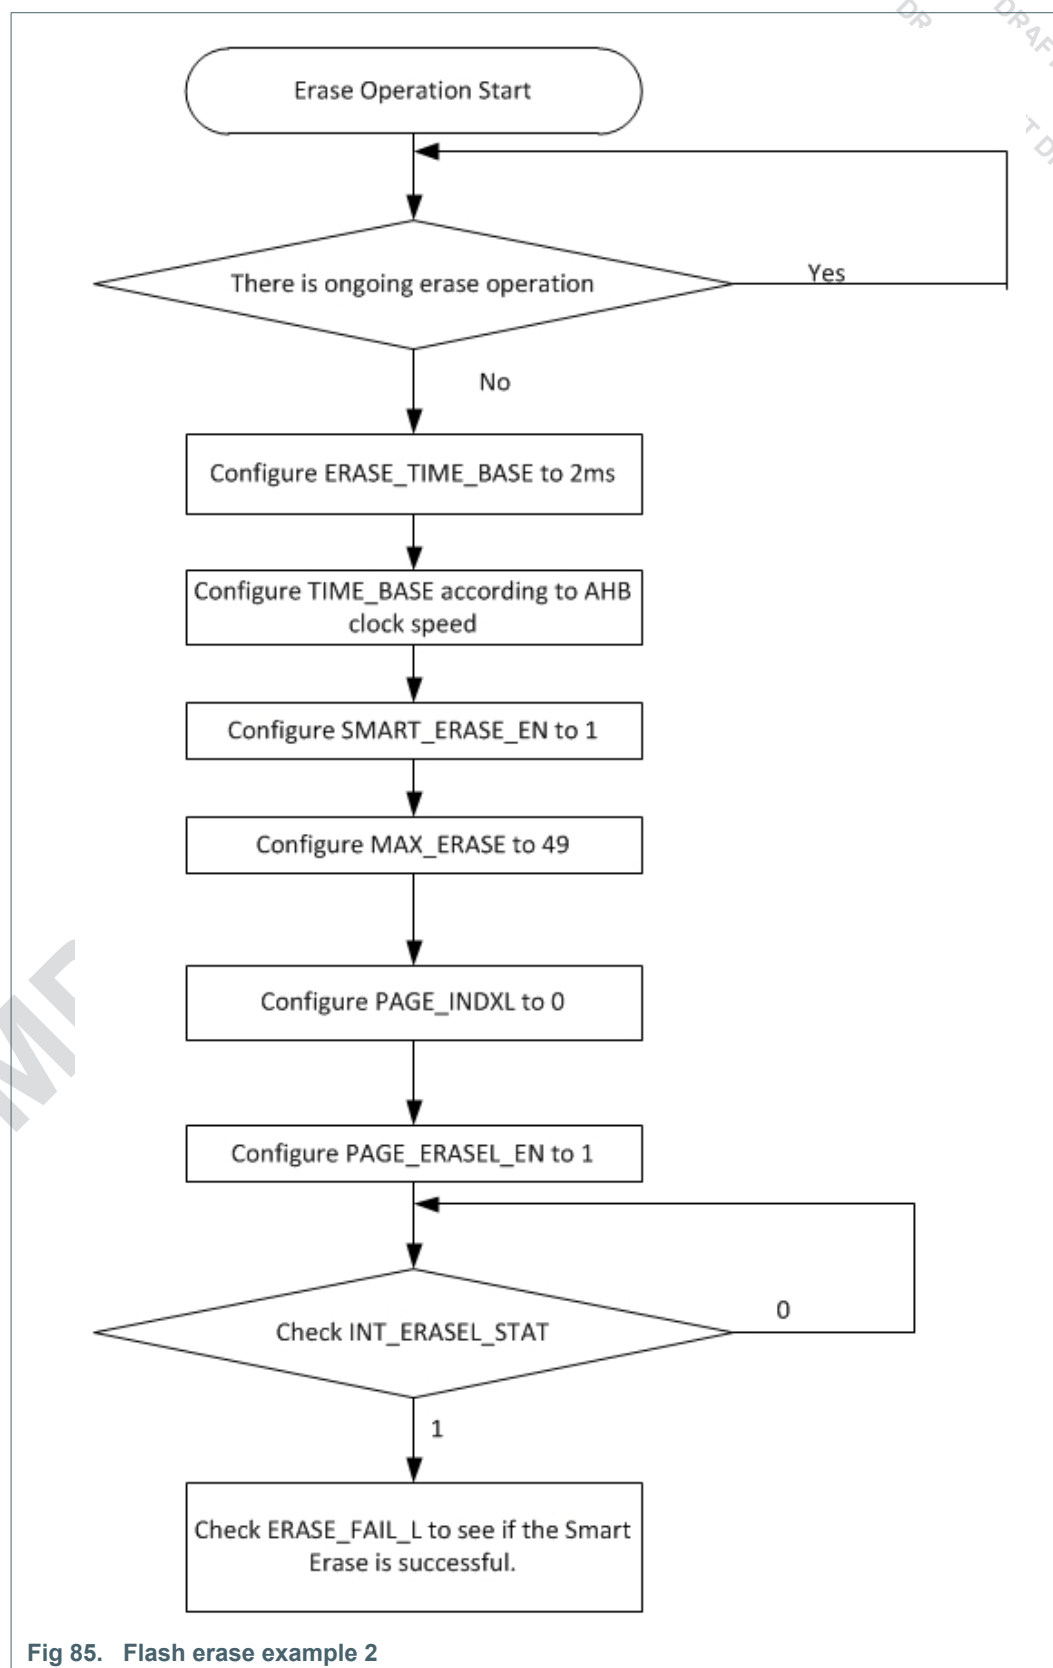 DRAFT
Erase Operation Start
There is ongoing erase operation
Yes
No
Configure ERASE_TIME_BASE to 2ms
Configure TIME_BASE according to AHB
clock speed
Configure SMART_ERASE_EN to 1
Configure MAX_ERASE to 49
Configure PAGE_INDXL to 0
Configure PAGE_ERASEL_EN to 1
Check INT_ERASEL_STAT
0
1
Check ERASE_FAIL_L to see if the Smart
Erase is successful.
Fig 85. Flash erase example 2